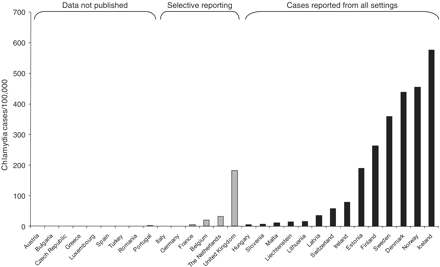 Data not published
Selective reporting
Cases reported from all settings
Chlamydia cases/100,000
700
600
500
400
300
200
100
0
Austria
Bulgaria
Czech Republic
Greece
Luxembourg
Spain
Turkey
Romania
Portugal
Italy
Germany
France
Belgium
The Netherlands
United Kingdom
Hungary
Slovenia
Malta
Liechtenstein
Lithuania
Latvia
Switzerland
Ireland
Estonia
Finland
Sweden
Denmark
Norway
Iceland